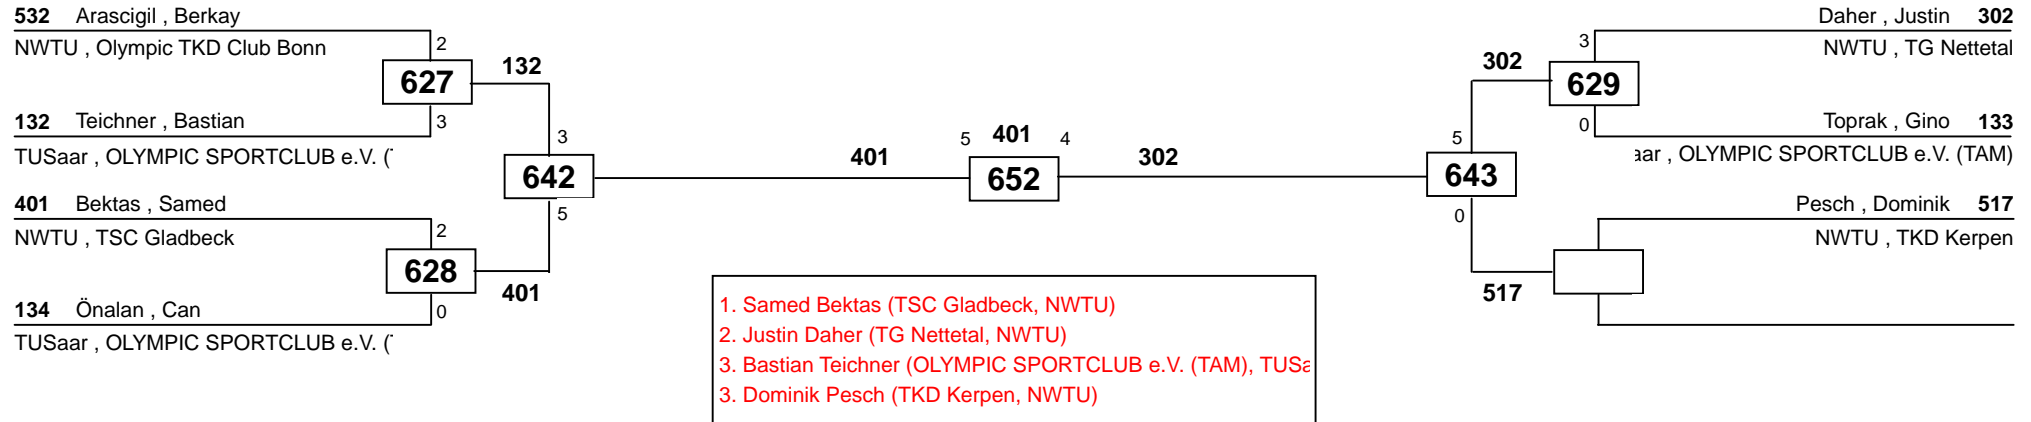 532 Arascigil , Berkay
NWTU , Olympic TKD Club Bonn
2
627
132
3
132 Teichner , Bastian
TUSaar , OLYMPIC SPORTCLUB e.V. (
401 Bektas , Samed
NWTU , TSC Gladbeck
2
628
401
0
134 Önalan , Can
TUSaar , OLYMPIC SPORTCLUB e.V. (
3
642
5
401
5 401 4
652
302
5
643
0
Daher , Justin 302
NWTU , TG Nettetal
3
302
629
0
Toprak , Gino 133
aar , OLYMPIC SPORTCLUB e.V. (TAM)
Pesch , Dominik 517
NWTU , TKD Kerpen
517
1. Samed Bektas (TSC Gladbeck, NWTU)
2. Justin Daher (TG Nettetal, NWTU)
3. Bastian Teichner (OLYMPIC SPORTCLUB e.V. (TAM), TUSa
3. Dominik Pesch (TKD Kerpen, NWTU)